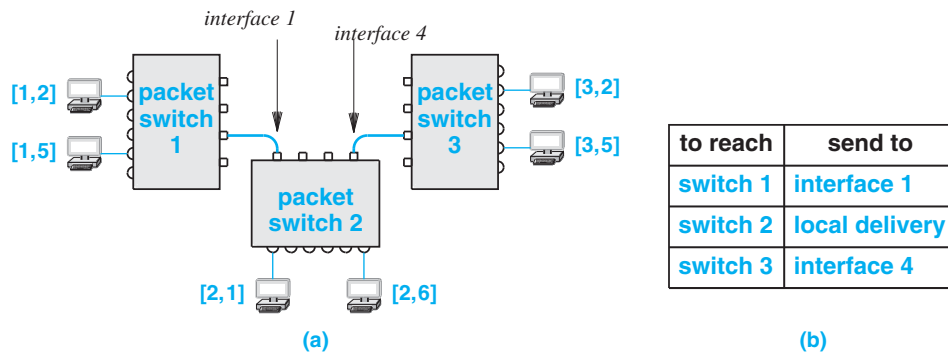 interface 1
interface 4
[1,2]
packet
switch
1
[1,5]
packet
switch
3
[3,2]
[3,5]
packet
switch 2
[2,1]
[2,6]
(a)
to reach send to
switch 1 interface 1
switch 2 local delivery
switch 3 interface 4
(b)